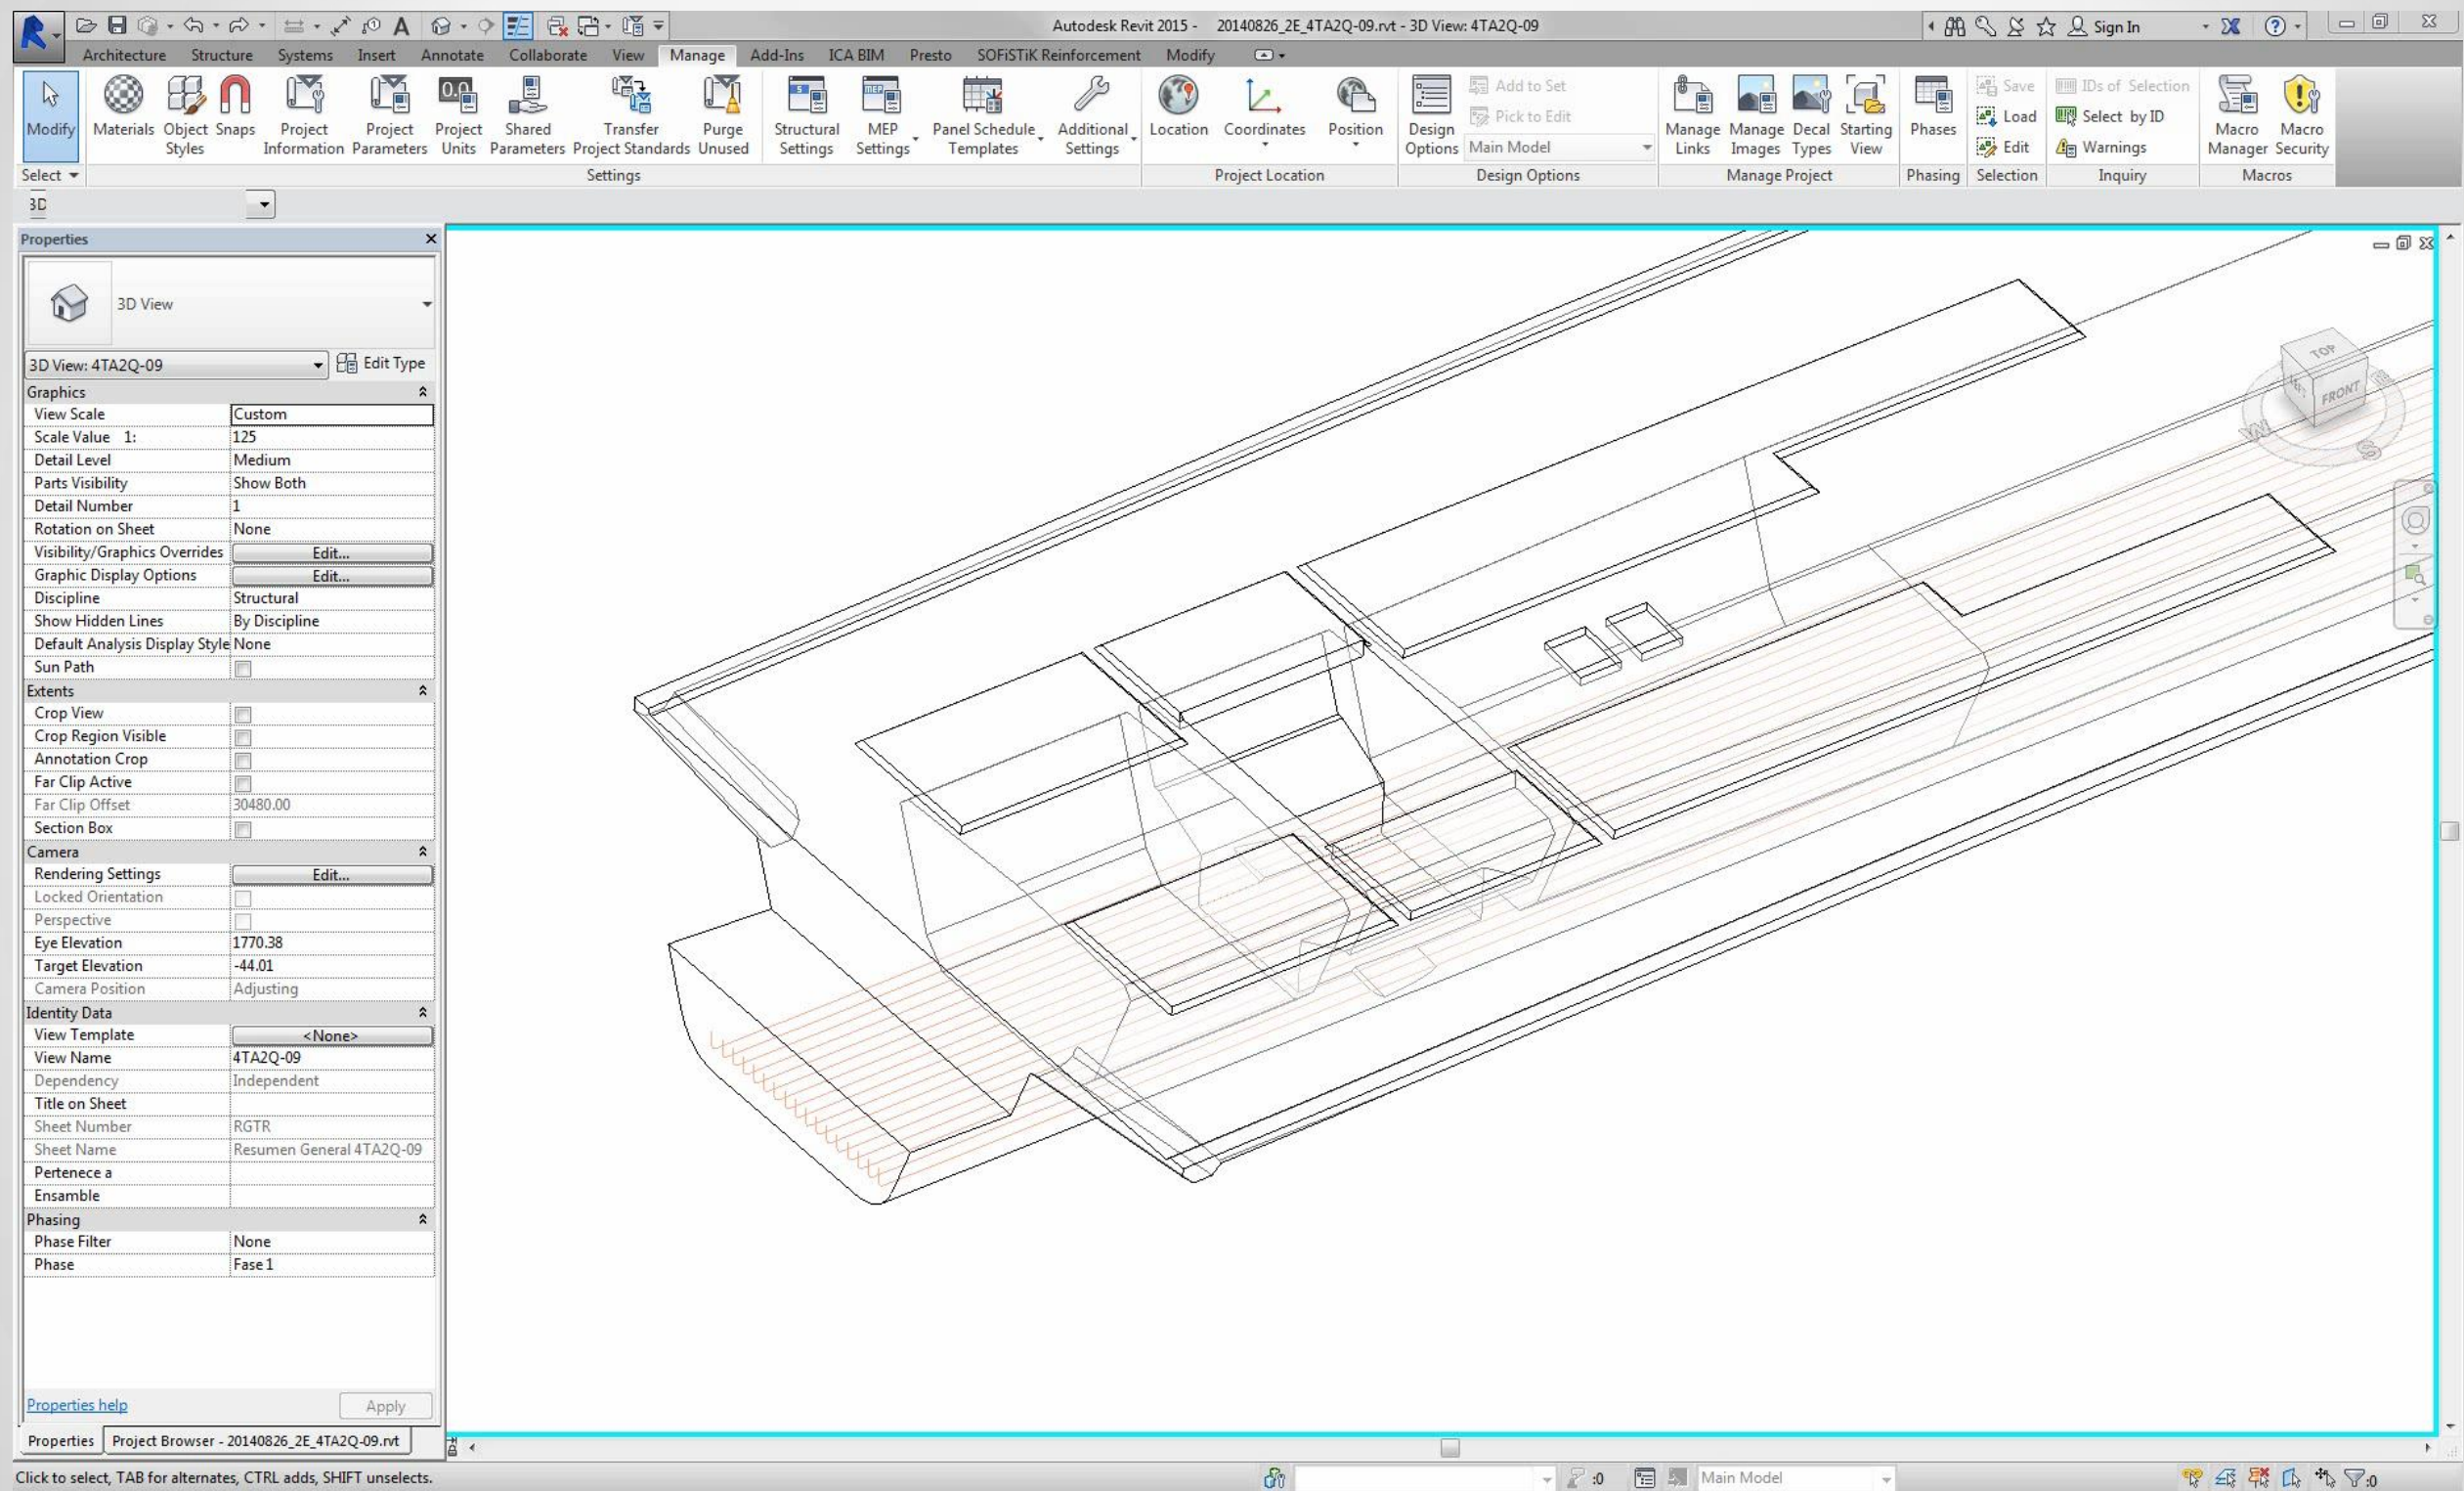 Autodesk Revit 2015 - 20140826_2E_4TA2Q-09.rvt - 3D View: 4TA2Q-09
Sign In
Architecture Structure Systems Insert Annotate Collaborate View Manage Add-Ins ICA BIM Presto SOFiSTiK Reinforcement Modify
Modify
Materials
Object Styles
Snaps
Project Information
Project Parameters
Project Units
Shared Parameters
Transfer Project Standards
Purge Unused
Structural Settings
MEP Settings
Panel Schedule Templates
Additional Settings
Location
Coordinates
Position
Design Options
Add to Set
Pick to Edit
Main Model
Manage Links
Manage Images
Decal Types
Starting View
Phases
Save
Load
Edit
IDs of Selection
Select by ID
Warnings
Macro Manager
Macro Security
Select
Settings
Project Location
Design Options
Manage Project
Phasing
Selection
Inquiry
Macros
3D
Properties
3D View
3D View: 4TA2Q-09
Edit Type
Graphics
View Scale Custom
Scale Value 1: 125
Detail Level Medium
Parts Visibility Show Both
Detail Number 1
Rotation on Sheet None
Visibility/Graphics Overrides Edit...
Graphic Display Options Edit...
Discipline Structural
Show Hidden Lines By Discipline
Default Analysis Display Style None
Sun Path
Extents
Crop View
Crop Region Visible
Annotation Crop
Far Clip Active
Far Clip Offset 30480.00
Section Box
Camera
Rendering Settings Edit...
Locked Orientation
Perspective
Eye Elevation 1770.38
Target Elevation -44.01
Camera Position Adjusting
Identity Data
View Template <None>
View Name 4TA2Q-09
Dependency Independent
Title on Sheet
Sheet Number RGTR
Sheet Name Resumen General 4TA2Q-09
Pertenece a
Ensamble
Phasing
Phase Filter None
Phase Fase 1
Properties help
Apply
Properties
Project Browser - 20140826_2E_4TA2Q-09.rvt
TOP
FRONT
W
S
Click to select, TAB for alternates, CTRL adds, SHIFT unselects.
:0
Main Model
:0